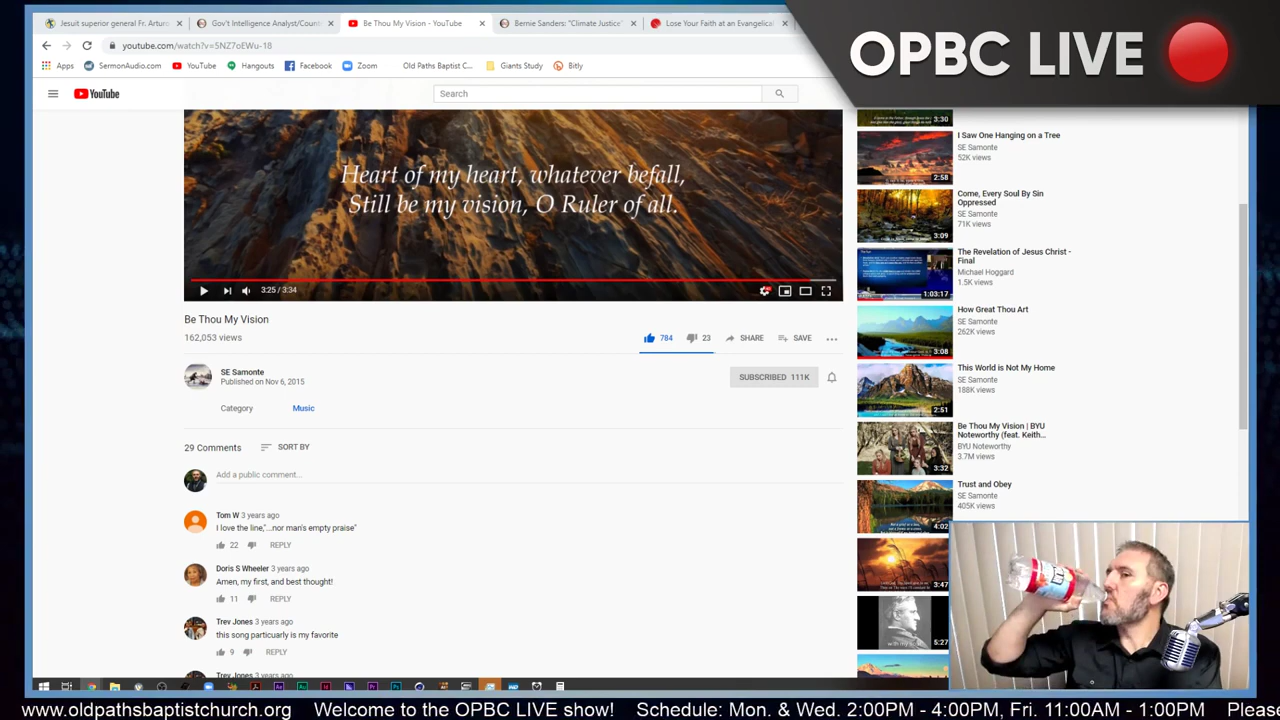 Jesuit superior general Fr. Arturo
Gov't Intelligence Analyst/Count
Be Thou My Vision - YouTube
Bernie Sanders: "Climate Justice"
Lose Your Faith at an Evangelical
OPBC LIVE
youtube.com/watch?v=5NZ7oEWu-18
Apps
SermonAudio.com
YouTube
Hangouts
Facebook
Zoom
Old Paths Baptist C...
Giants Study
Bitly
YouTube
Search
Heart of my heart, whatever befall,
Still be my vision, O Ruler of all.
3:25 / 3:34
Be Thou My Vision
162,053 views
784
23
SHARE
SAVE
SE Samonte
Published on Nov 6, 2015
SUBSCRIBED 111K
Category
Music
29 Comments
SORT BY
Add a public comment...
Tom W 3 years ago
I love the line,"...nor man's empty praise"
22
REPLY
Doris S Wheeler 3 years ago
Amen, my first, and best thought!
11
REPLY
Trev Jones 3 years ago
this song particuarly is my favorite
9
REPLY
Trev Jones 3 years ago
3:30
I Saw One Hanging on a Tree
SE Samonte
52K views
2:58
Come, Every Soul By Sin
Oppressed
SE Samonte
71K views
3:09
The Revelation of Jesus Christ -
Final
Michael Hoggard
1.5K views
1:03:17
How Great Thou Art
SE Samonte
262K views
3:08
This World is Not My Home
SE Samonte
188K views
2:51
Be Thou My Vision | BYU
Noteworthy (feat. Keith...
BYU Noteworthy
3.7M views
3:32
Trust and Obey
SE Samonte
405K views
4:02
3:47
5:27
www.oldpathsbaptistchurch.org Welcome to the OPBC LIVE show! Schedule: Mon. & Wed. 2:00PM - 4:00PM, Fri. 11:00AM - 1:00PM Please